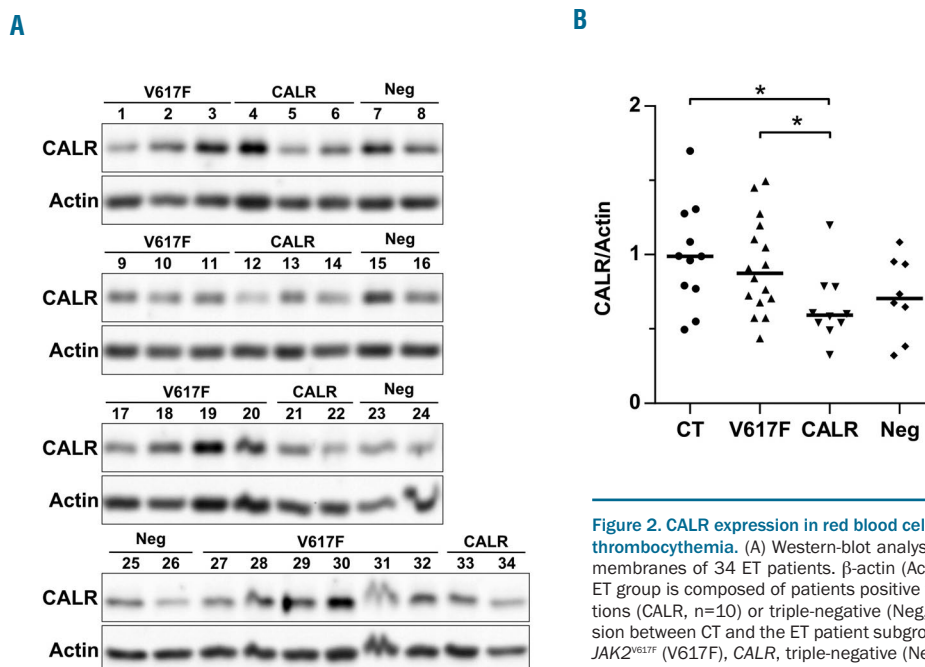 A
V617F CALR Neg
1 2 3 4 5 6 7 8
CALR
Actin
V617F CALR Neg
9 10 11 12 13 14 15 16
CALR
Actin
V617F CALR Neg
17 18 19 20 21 22 23 24
CALR
Actin
Neg V617F CALR
25 26 27 28 29 30 31 32 33 34
CALR
Actin
B
* 
*
2
1
0
CALR/Actin
CT V617F CALR Neg
Figure 2. CALR expression in red blood cel
thrombocythemia. (A) Western-blot analys
membranes of 34 ET patients. β-actin (Ac
ET group is composed of patients positive
tions (CALR, n=10) or triple-negative (Neg,
sion between CT and the ET patient subgro
JAK2V617F (V617F), CALR, triple-negative (Ne